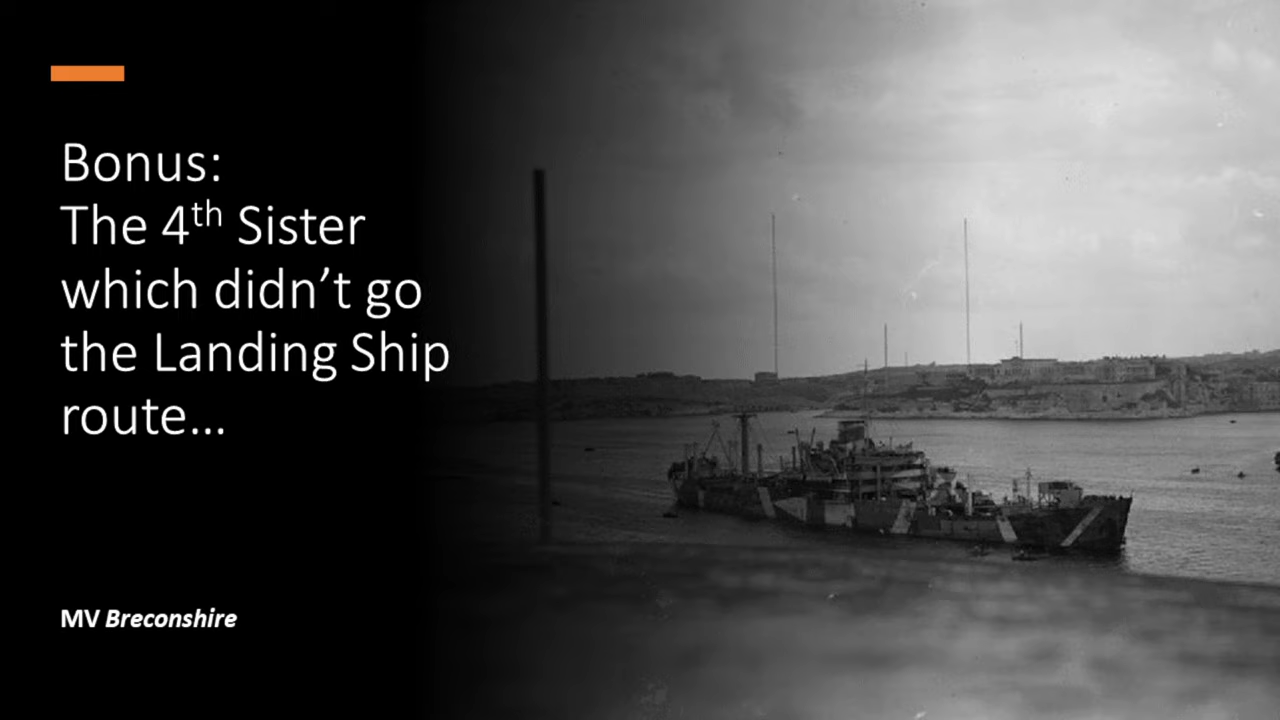 Bonus:
The 4th Sister
which didn’t go
the Landing Ship
route…
MV Breconshire